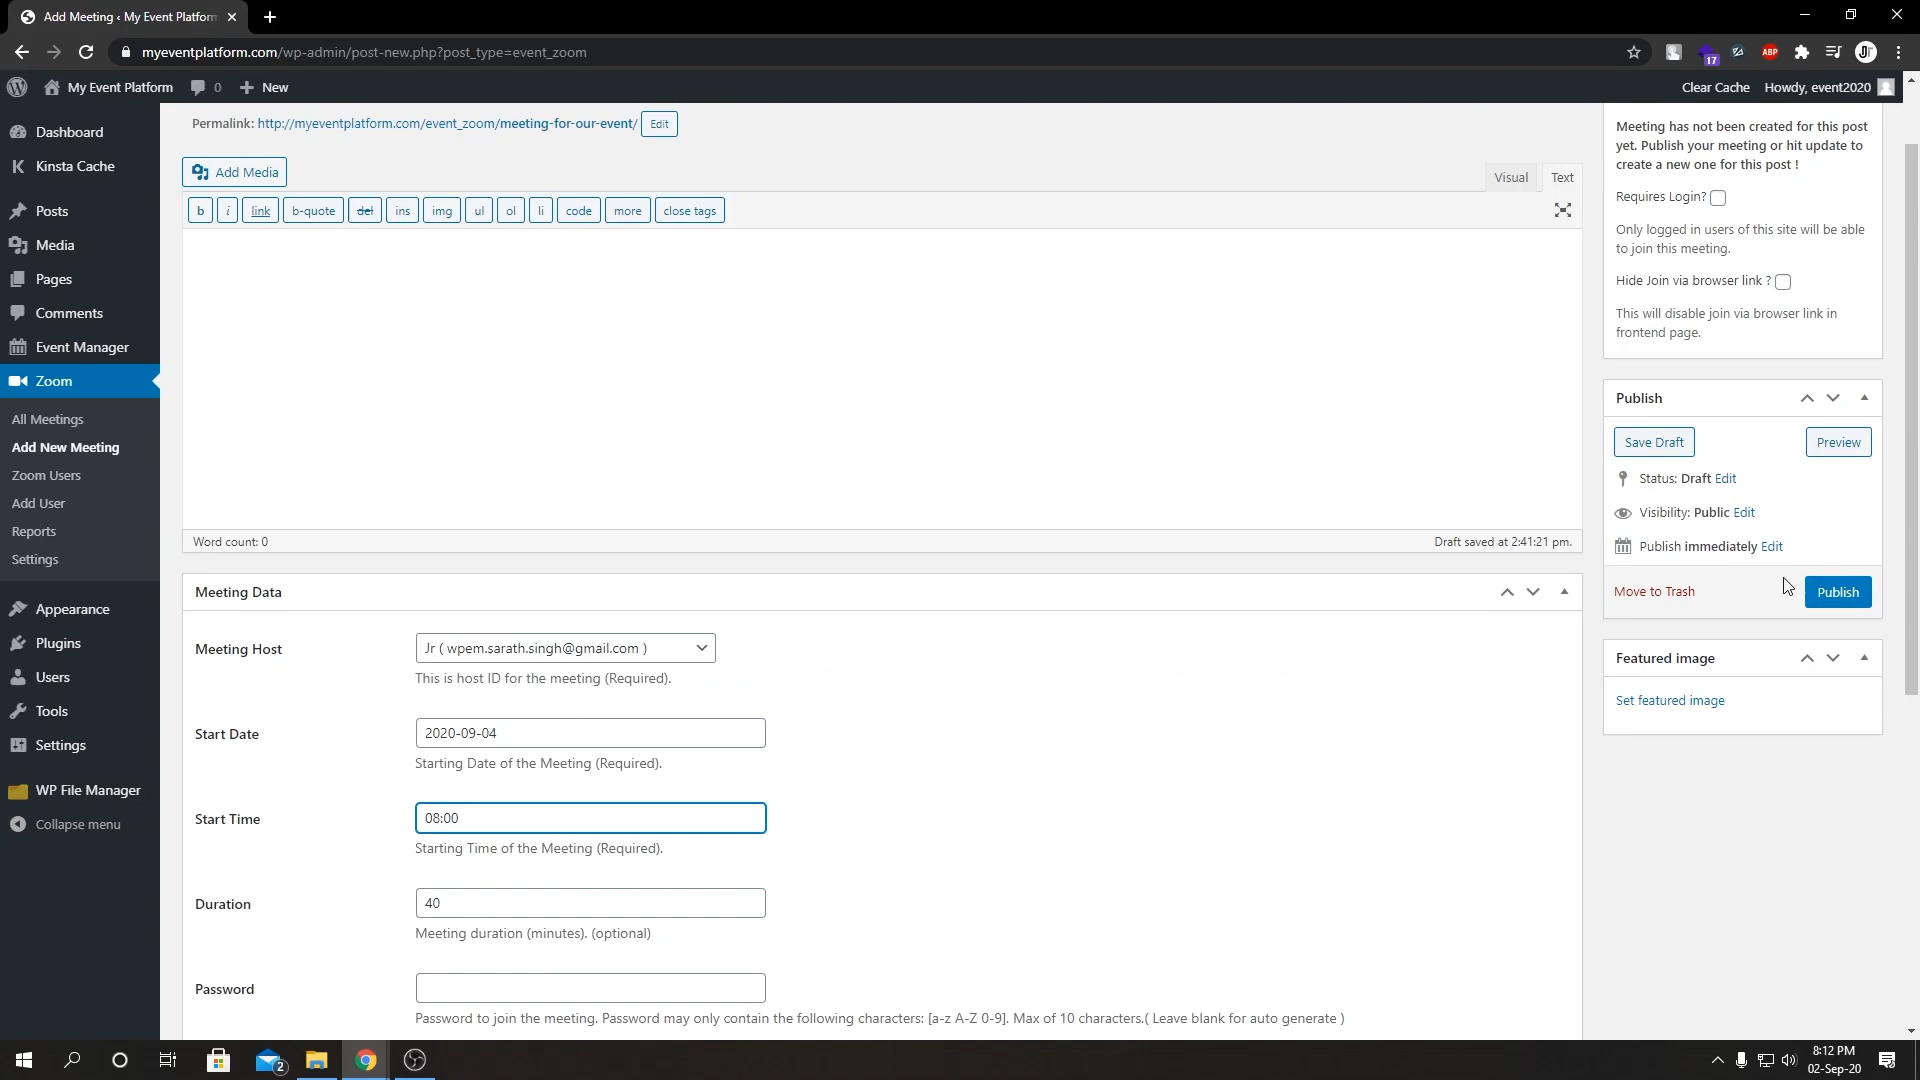 Add Meeting ‹ My Event Platform
myeventplatform.com/wp-admin/post-new.php?post_type=event_zoom
17
ABP
My Event Platform
0
New
Clear Cache
Howdy, event2020
Dashboard
Kinsta Cache
Posts
Media
Pages
Comments
Event Manager
Zoom
All Meetings
Add New Meeting
Zoom Users
Add User
Reports
Settings
Appearance
Plugins
Users
Tools
Settings
WP File Manager
Collapse menu
Permalink: http://myeventplatform.com/event_zoom/meeting-for-our-event/ Edit
Add Media
Visual
Text
b i link b-quote del ins img ul ol li code more close tags
Word count: 0
Draft saved at 2:41:21 pm.
Meeting Data
Meeting Host
Jr ( wpem.sarath.singh@gmail.com )
This is host ID for the meeting (Required).
Start Date
2020-09-04
Starting Date of the Meeting (Required).
Start Time
08:00
Starting Time of the Meeting (Required).
Duration
40
Meeting duration (minutes). (optional)
Password
Password to join the meeting. Password may only contain the following characters: [a-z A-Z 0-9]. Max of 10 characters.( Leave blank for auto generate )
Meeting has not been created for this post
yet. Publish your meeting or hit update to
create a new one for this post !
Requires Login?
Only logged in users of this site will be able
to join this meeting.
Hide Join via browser link ?
This will disable join via browser link in
frontend page.
Publish
Save Draft
Preview
Status: Draft Edit
Visibility: Public Edit
Publish immediately Edit
Move to Trash
Publish
Featured image
Set featured image
2
8:12 PM
02-Sep-20